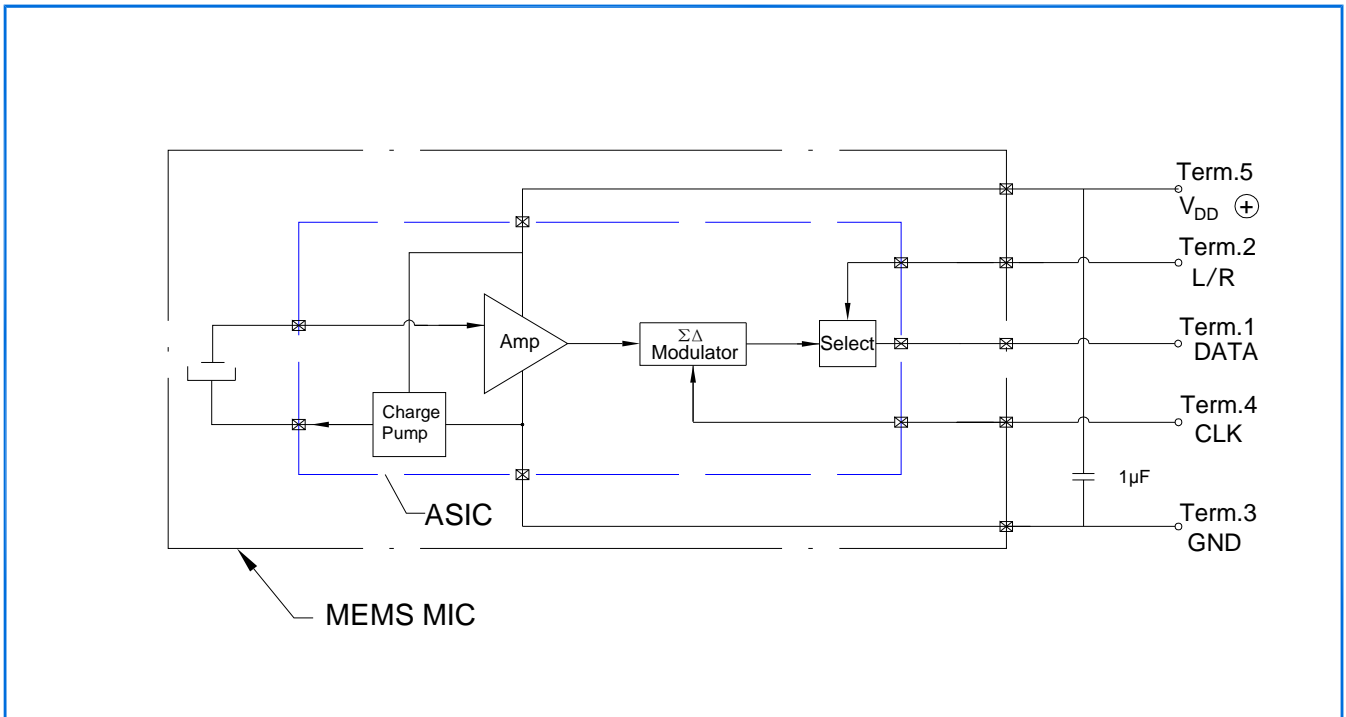 Term.5
VDD +
Term.2
L/R
Amp
ΣΔ
Modulator
Select
Term.1
DATA
Charge
Pump
Term.4
CLK
1µF
ASIC
Term.3
GND
MEMS MIC